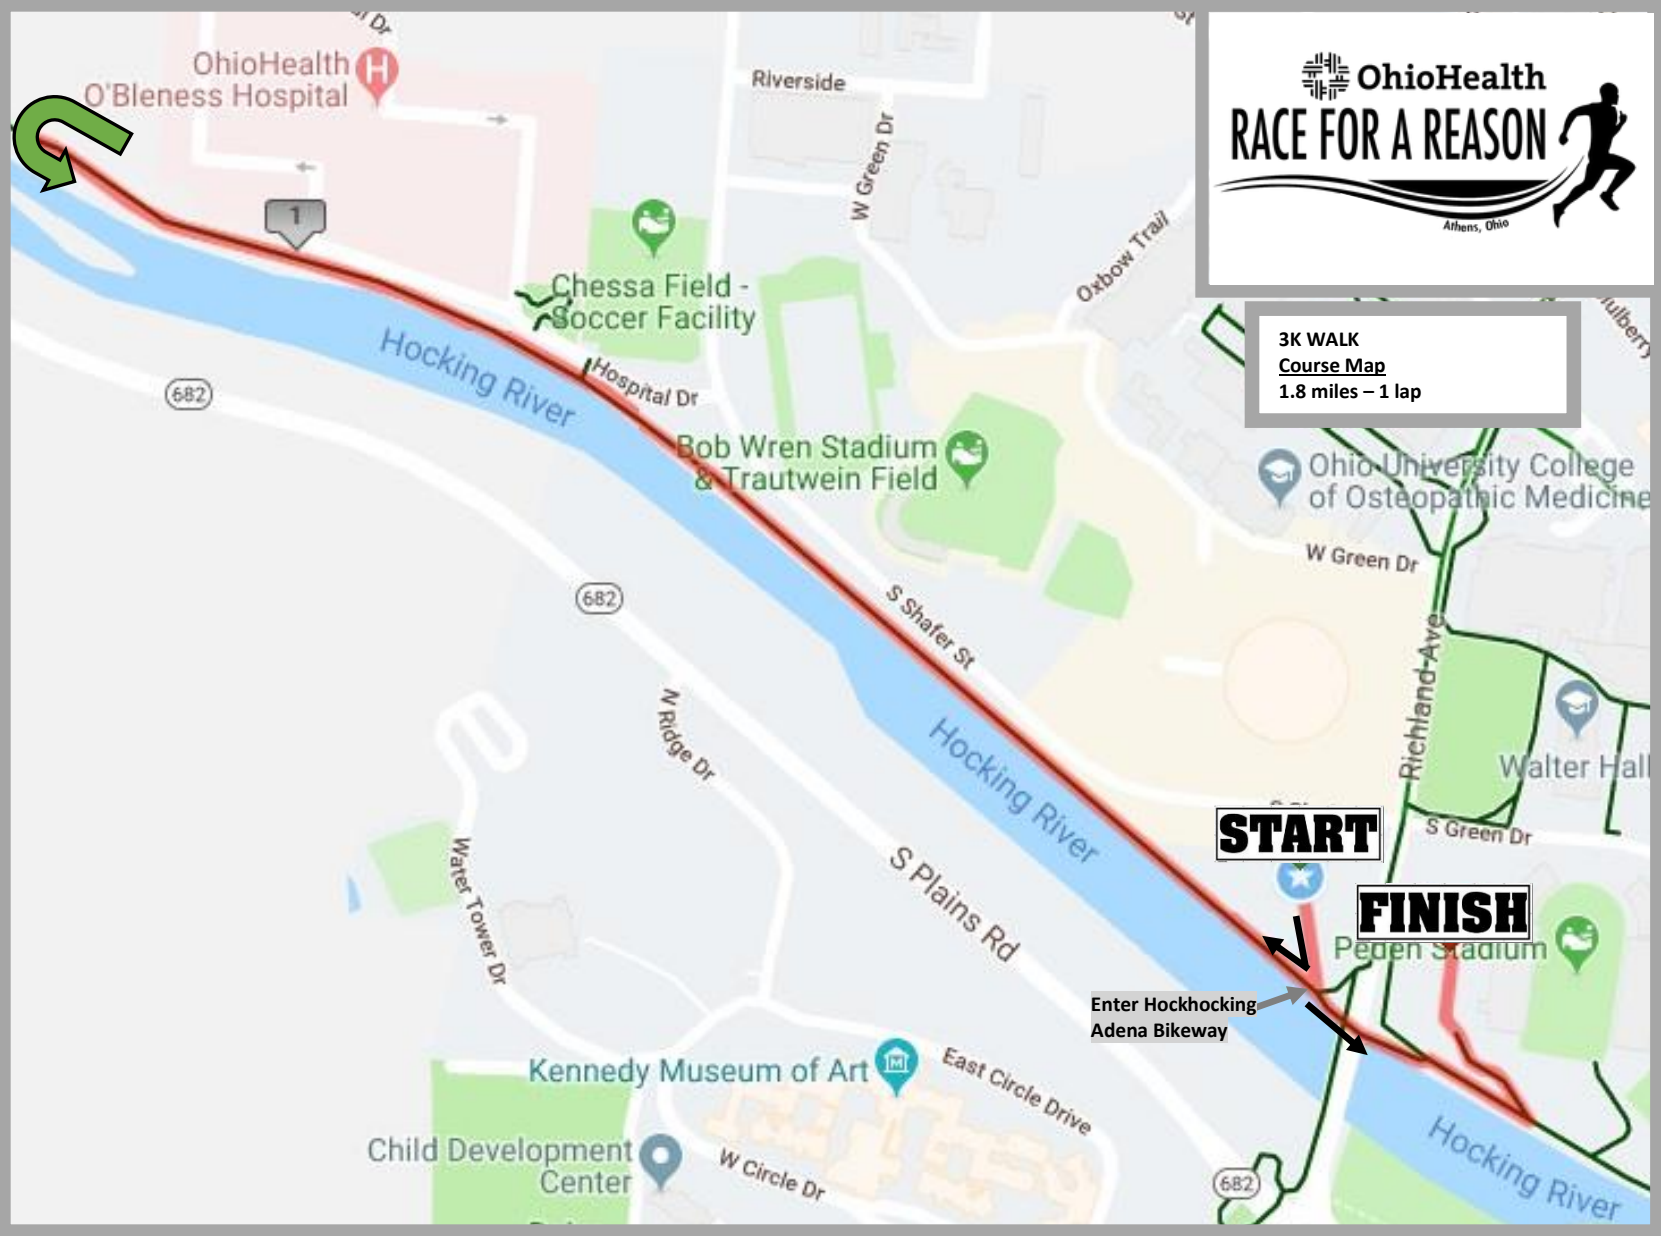 OhioHealth
O'Bleness Hospital
Riverside
W Green Dr
OhioHealth
RACE FOR A REASON
Athens, Ohio
1
Chessa Field -
Soccer Facility
Oxbow Trail
3K WALK
Course Map
1.8 miles – 1 lap
Hocking River
682
Hospital Dr
Bob Wren Stadium
& Trautwein Field
Ohio University College
of Osteopathic Medicine
W Green Dr
682
S Shafer St
Richland Ave
N Ridge Dr
Hocking River
Walter Hall
START
S Green Dr
Water Tower Dr
S Plains Rd
FINISH
Peden Stadium
Enter Hockhocking
Adena Bikeway
Kennedy Museum of Art
East Circle Drive
Child Development
Center
W Circle Dr
682
Hocking River